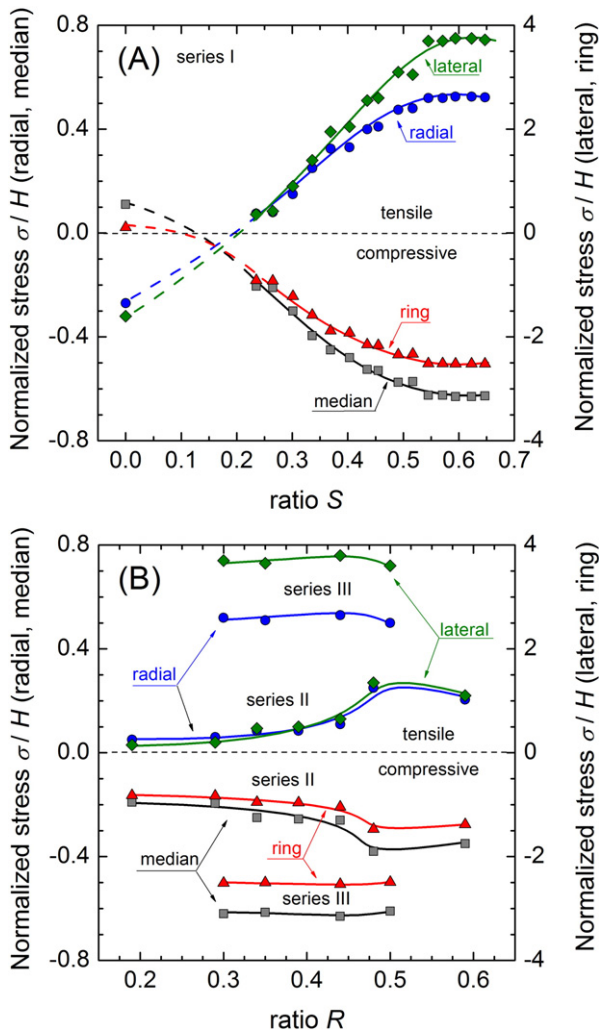 (A)
series I
lateral
radial
tensile
compressive
ring
median
0.8
0.4
0.0
-0.4
-0.8
4
2
0
-2
-4
0.0 0.1 0.2 0.3 0.4 0.5 0.6 0.7
ratio S
Normalized stress σ / H (radial, median)
Normalized stress σ / H (lateral, ring)
(B)
series III
lateral
radial
series II
tensile
compressive
series II
median
ring
series III
0.8
0.4
0.0
-0.4
-0.8
4
2
0
-2
-4
0.2 0.3 0.4 0.5 0.6
ratio R
Normalized stress σ / H (radial, median)
Normalized stress σ / H (lateral, ring)